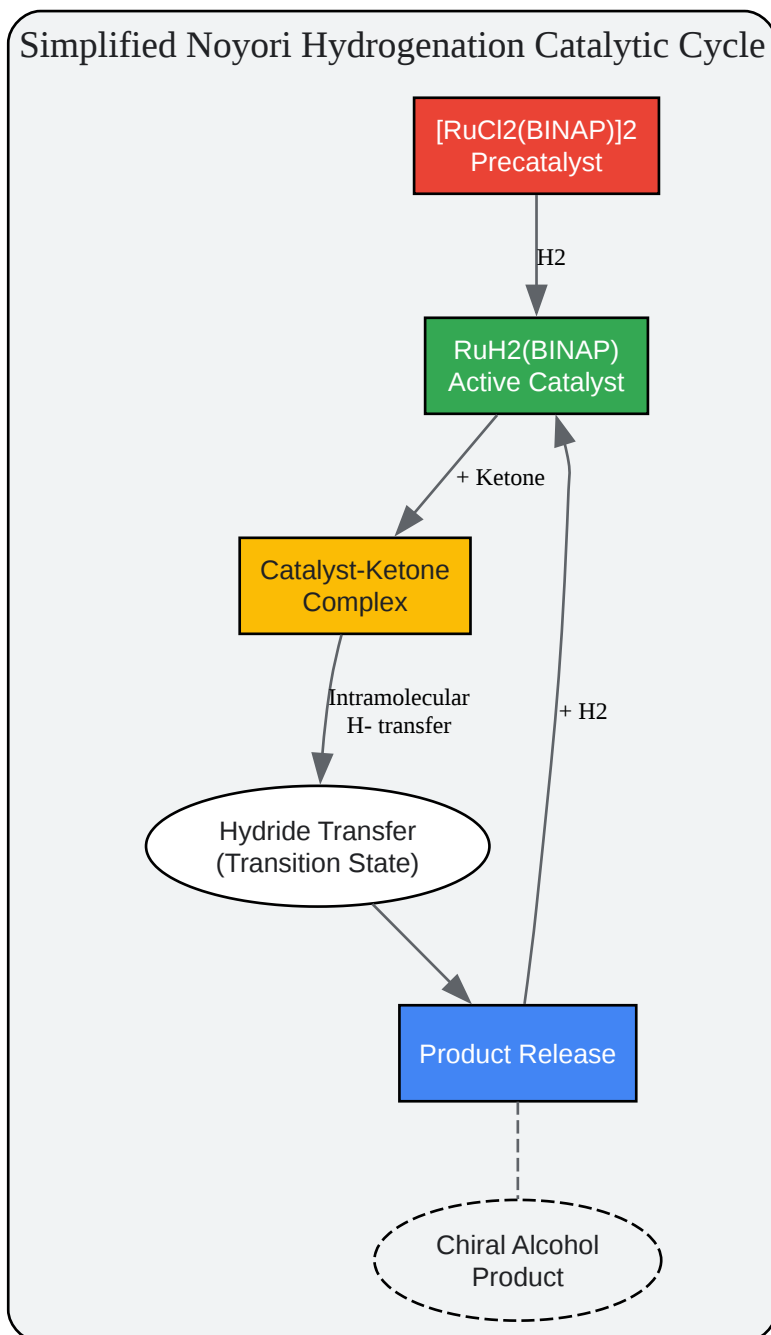 Simplified Noyori Hydrogenation Catalytic Cycle
[RuCl2(BINAP)]2
Precatalyst
H2
RuH2(BINAP)
Active Catalyst
+ Ketone
Catalyst-Ketone
Complex
Intramolecular
H- transfer
+ H2
Hydride Transfer
(Transition State)
Product Release
Chiral Alcohol
Product